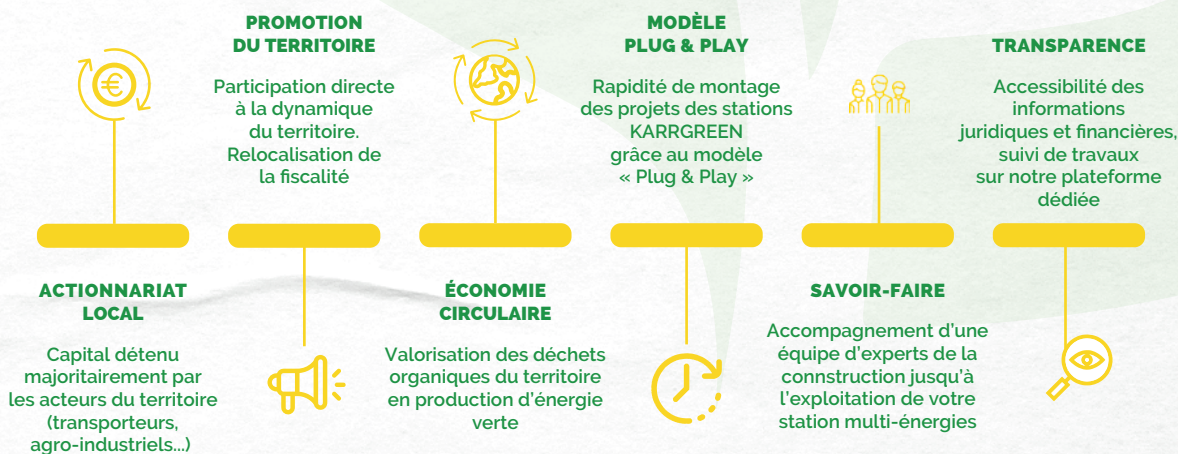 ACTIONNARIAT
LOCAL
Capital détenu
majoritairement par
les acteurs du territoire
(transporteurs,
agro-industriels...)
PROMOTION
DU TERRITOIRE
Participation directe
à la dynamique
du territoire.
Relocalisation de
la fiscalité
ÉCONOMIE
CIRCULAIRE
Valorisation des déchets
organiques du territoire
en production d'énergie
verte
MODÈLE
PLUG & PLAY
Rapidité de montage
des projets des stations
KARRGREEN
grâce au modèle
« Plug & Play »
SAVOIR-FAIRE
Accompagnement d'une
équipe d'experts de la
connstruction jusqu'à
l'exploitation de votre
station multi-énergies
TRANSPARENCE
Accessibilité des
informations
juridiques et financières,
suivi de travaux
sur notre plateforme
dédiée